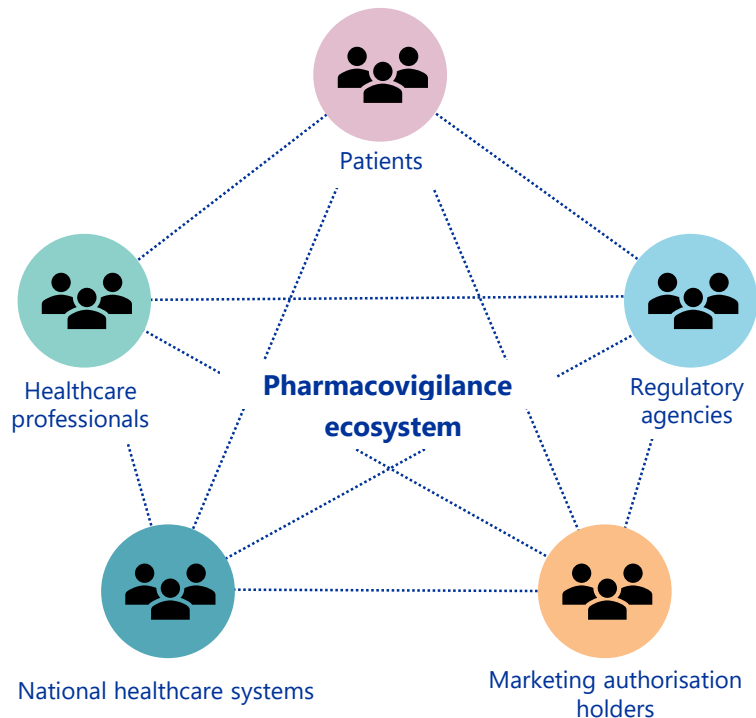 Patients
Healthcare
professionals
Pharmacovigilance
ecosystem
Regulatory
agencies
National healthcare systems
Marketing authorisation
holders